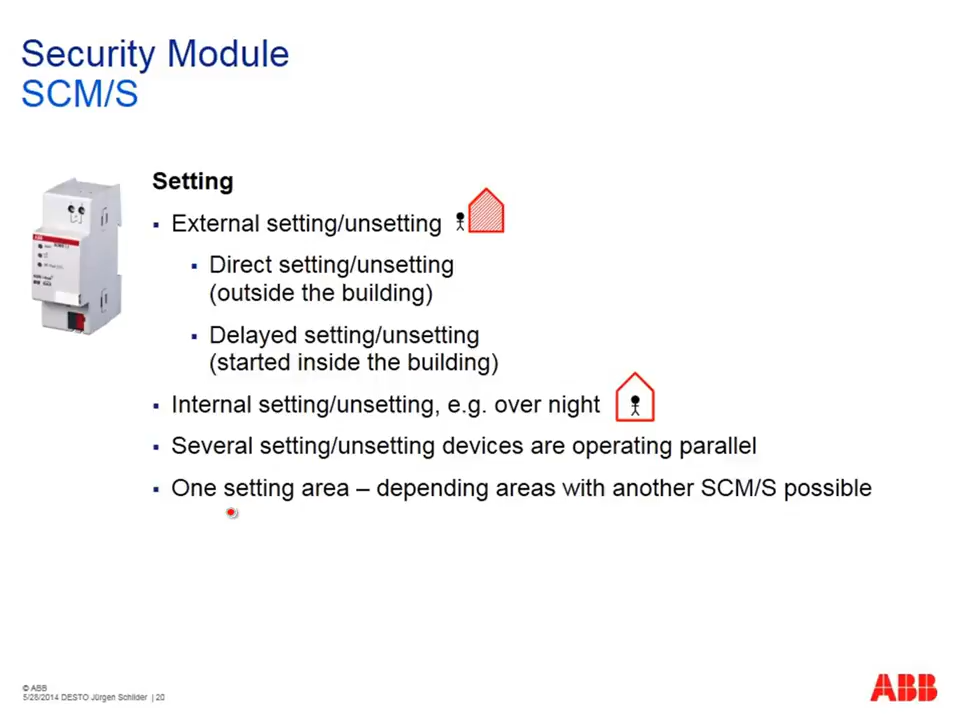 Security Module
SCM/S
Setting
▪ External setting/unsetting
▪ Direct setting/unsetting
(outside the building)
▪ Delayed setting/unsetting
(started inside the building)
▪ Internal setting/unsetting, e.g. over night
▪ Several setting/unsetting devices are operating parallel
▪ One setting area – depending areas with another SCM/S possible
© ABB
5/28/2014 DESTO Jürgen Schilder | 20
ABB